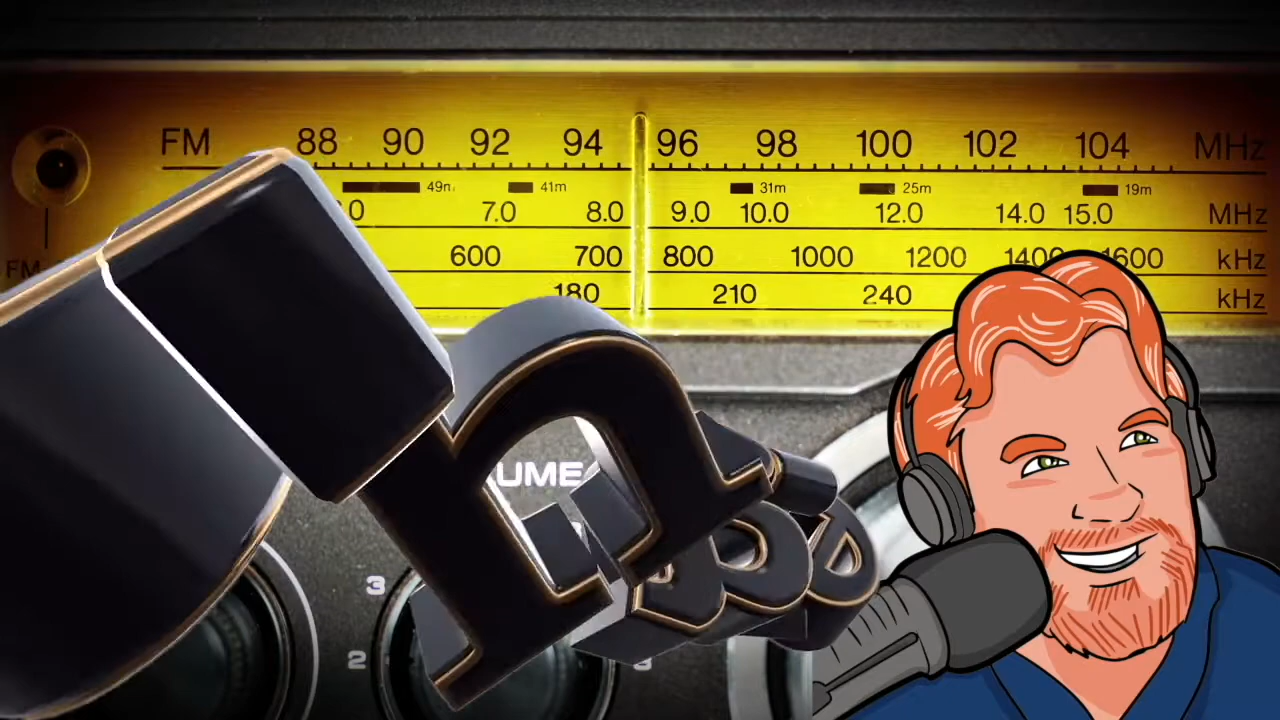 FM 88 90 92 94 96 98 100 102 104 MHz
49m 41m 31m 25m 19m
7.0 8.0 9.0 10.0 12.0 14.0 15.0 MHz
FM 600 700 800 1000 1200 1400 1600 kHz
180 210 240 kHz
UME
3
2